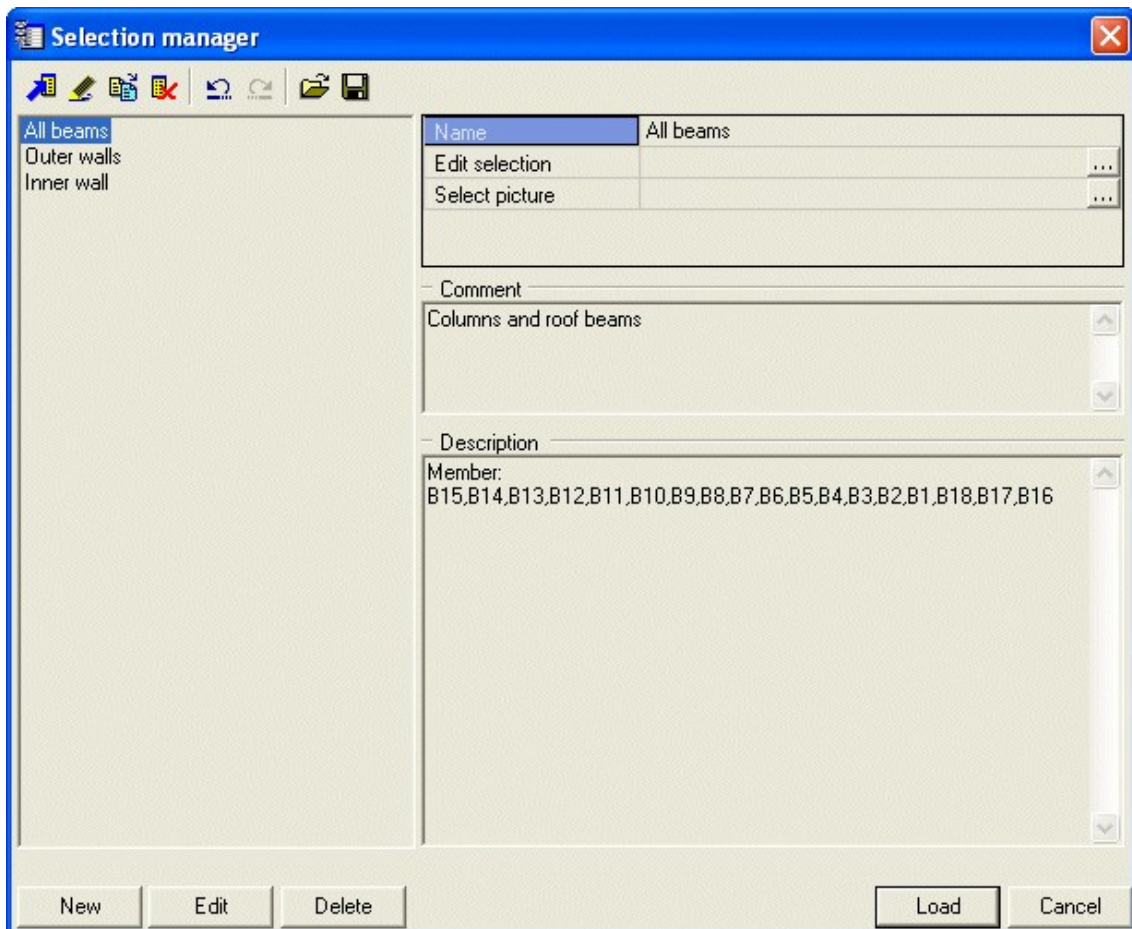 Selection manager
All beams
Outer walls
Inner wall
Name All beams
Edit selection ...
Select picture ...
Comment
Columns and roof beams
Description
Member:
B15,B14,B13,B12,B11,B10,B9,B8,B7,B6,B5,B4,B3,B2,B1,B18,B17,B16
New Edit Delete Load Cancel